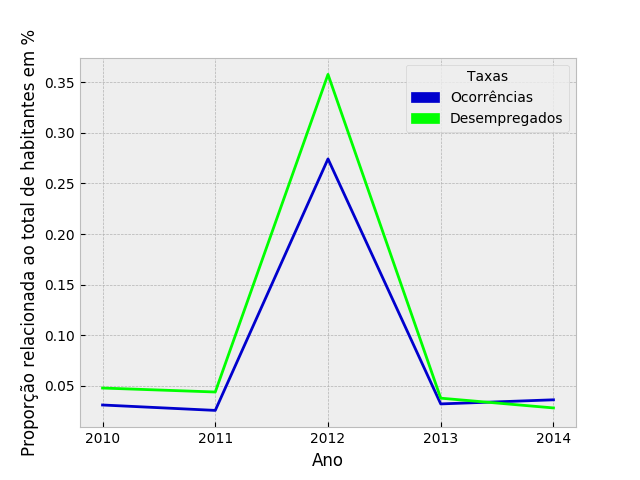 Proporção relacionada ao total de habitantes em %
0.35
0.30
0.25
0.20
0.15
0.10
0.05
Taxas
Ocorrências
Desempregados
2010 2011 2012 2013 2014
Ano